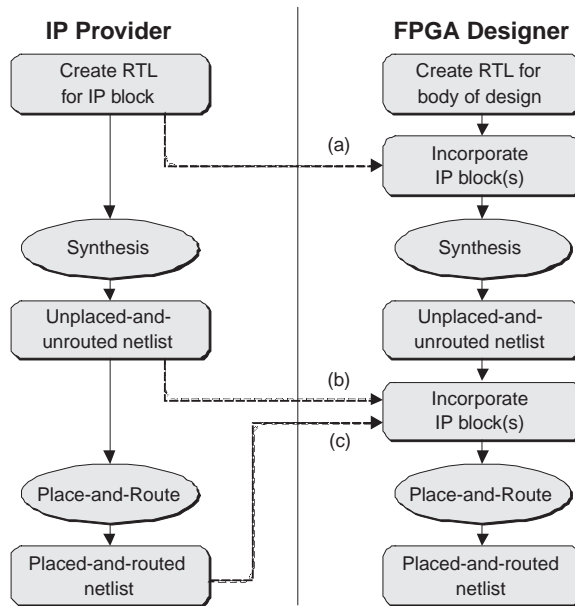 IP Provider
FPGA Designer
Create RTL
for IP block
Create RTL for
body of design
(a)
Incorporate
IP block(s)
Synthesis
Synthesis
Unplaced-and-
unrouted netlist
Unplaced-and-
unrouted netlist
(b)
Incorporate
IP block(s)
(c)
Place-and-Route
Place-and-Route
Placed-and-routed
netlist
Placed-and-routed
netlist